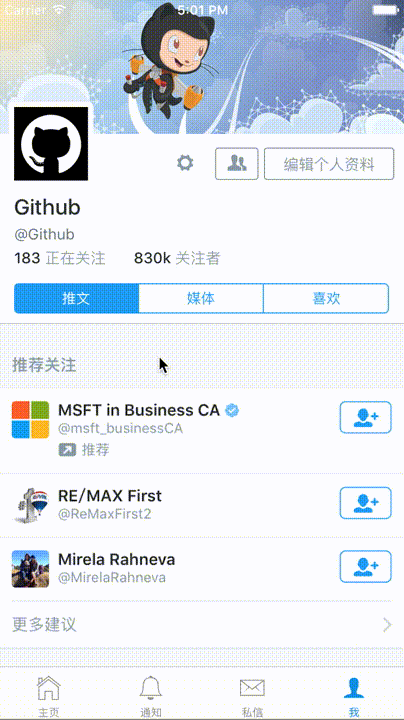 Carrier 5:01 PM
编辑个人资料
Github
@Github
183 正在关注 830k 关注者
推文 媒体 喜欢
推荐关注
MSFT in Business CA
@msft_businessCA
推荐
RE/MAX First
@ReMaxFirst2
Mirela Rahneva
@MirelaRahneva
更多建议
主页 通知 私信 我